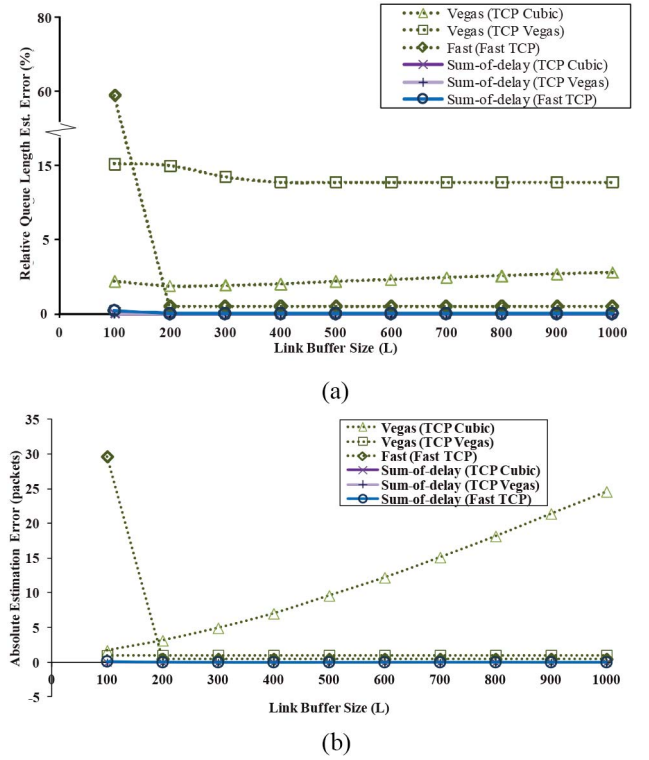 Relative Queue Length Est. Error (%)
80
60
15
5
0
Vegas (TCP Cubic)
Vegas (TCP Vegas)
Fast (Fast TCP)
Sum-of-delay (TCP Cubic)
Sum-of-delay (TCP Vegas)
Sum-of-delay (Fast TCP)
0 100 200 300 400 500 600 700 800 900 1000
Link Buffer Size (L)
(a)
Absolute Estimation Error (packets)
35
30
25
20
15
10
5
0
-5
Vegas (TCP Cubic)
Vegas (TCP Vegas)
Fast (Fast TCP)
Sum-of-delay (TCP Cubic)
Sum-of-delay (TCP Vegas)
Sum-of-delay (Fast TCP)
0 100 200 300 400 500 600 700 800 900 1000
Link Buffer Size (L)
(b)